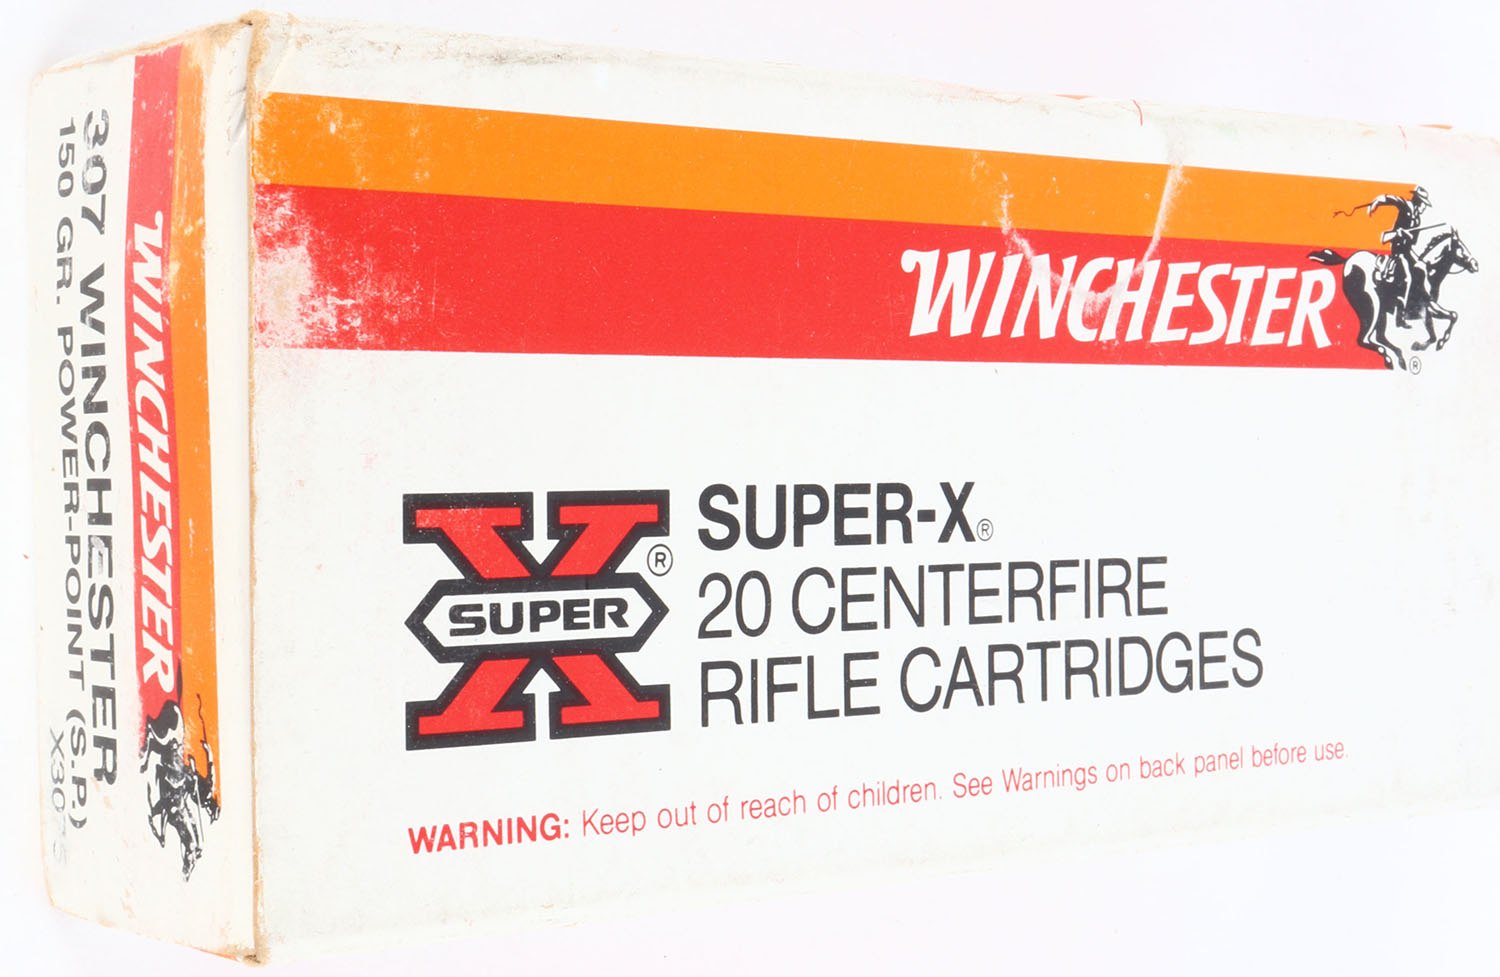 WINCHESTER
®
SUPER
®
SUPER-X®
20 CENTERFIRE
RIFLE CARTRIDGES
WARNING: Keep out of reach of children. See Warnings on back panel before use.
WINCHESTER
307 WINCHESTER
150 GR. POWER-POINT (S.P.)